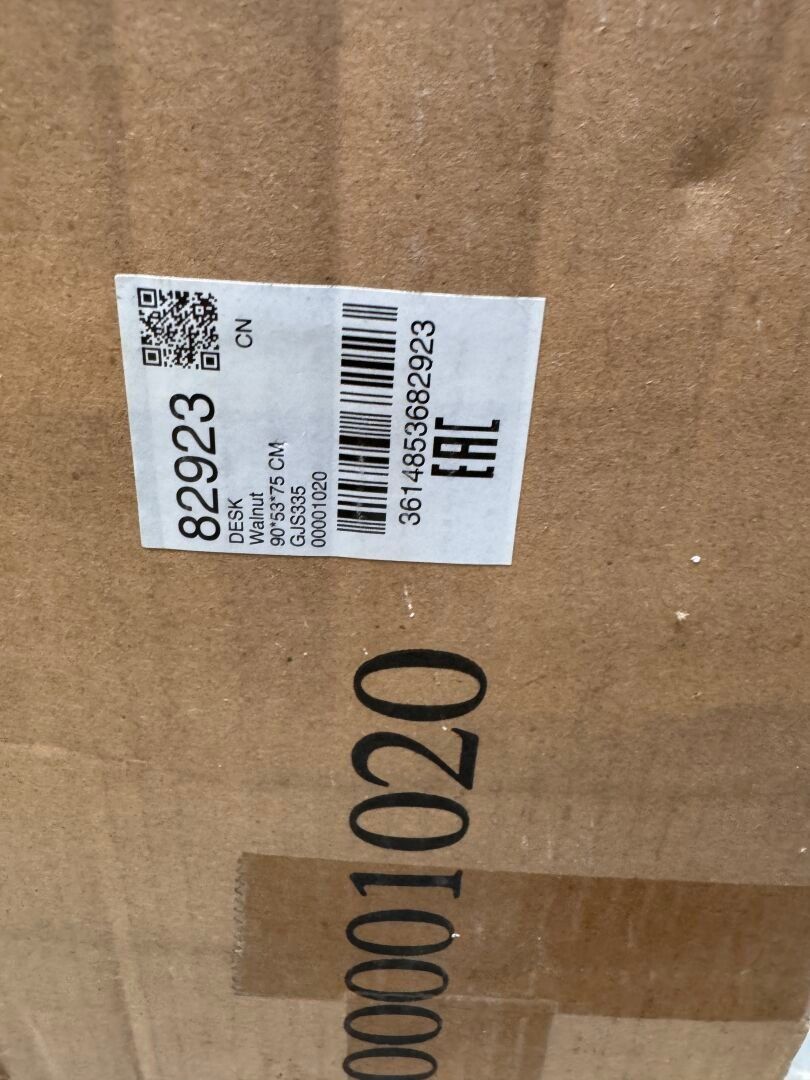 82923
CN
DESK
Walnut
90*53*75 CM
GJS335
00001020
3614853682923
EAC
00001020